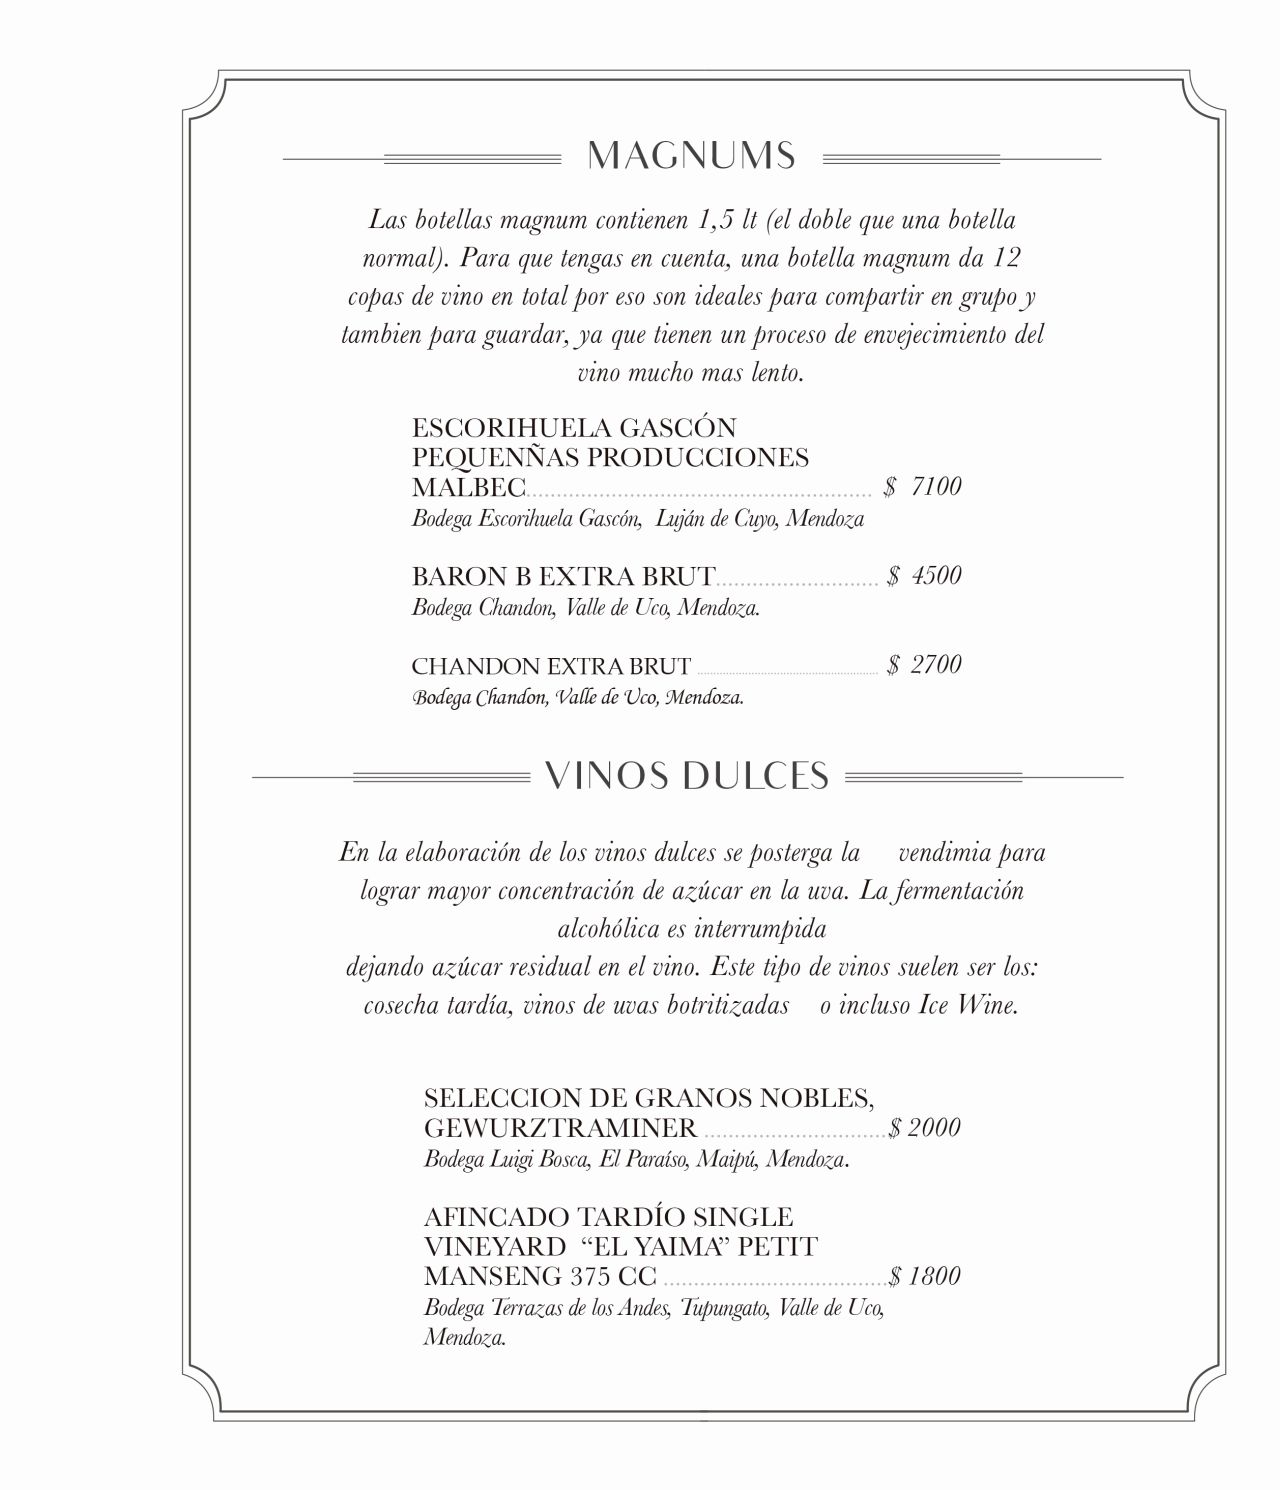 MAGNUMS
Las botellas magnum contienen 1,5 lt (el doble que una botella
normal). Para que tengas en cuenta, una botella magnum da 12
copas de vino en total por eso son ideales para compartir en grupo y
tambien para guardar, ya que tienen un proceso de envejecimiento del
vino mucho mas lento.
ESCORIHUELA GASCÓN
PEQUENÑAS PRODUCCIONES
MALBEC......................................................... $ 7100
Bodega Escorihuela Gascón, Luján de Cuyo, Mendoza
BARON B EXTRA BRUT........................... $ 4500
Bodega Chandon, Valle de Uco, Mendoza.
CHANDON EXTRA BRUT ........................... $ 2700
Bodega Chandon, Valle de Uco, Mendoza.
VINOS DULCES
En la elaboración de los vinos dulces se posterga la vendimia para
lograr mayor concentración de azúcar en la uva. La fermentación
alcohólica es interrumpida
dejando azúcar residual en el vino. Este tipo de vinos suelen ser los:
cosecha tardía, vinos de uvas botritizadas o incluso Ice Wine.
SELECCION DE GRANOS NOBLES,
GEWURZTRAMINER ..............................$ 2000
Bodega Luigi Bosca, El Paraíso, Maipú, Mendoza.
AFINCADO TARDÍO SINGLE
VINEYARD “EL YAIMA” PETIT
MANSENG 375 CC .....................................$ 1800
Bodega Terrazas de los Andes, Tupungato, Valle de Uco,
Mendoza.